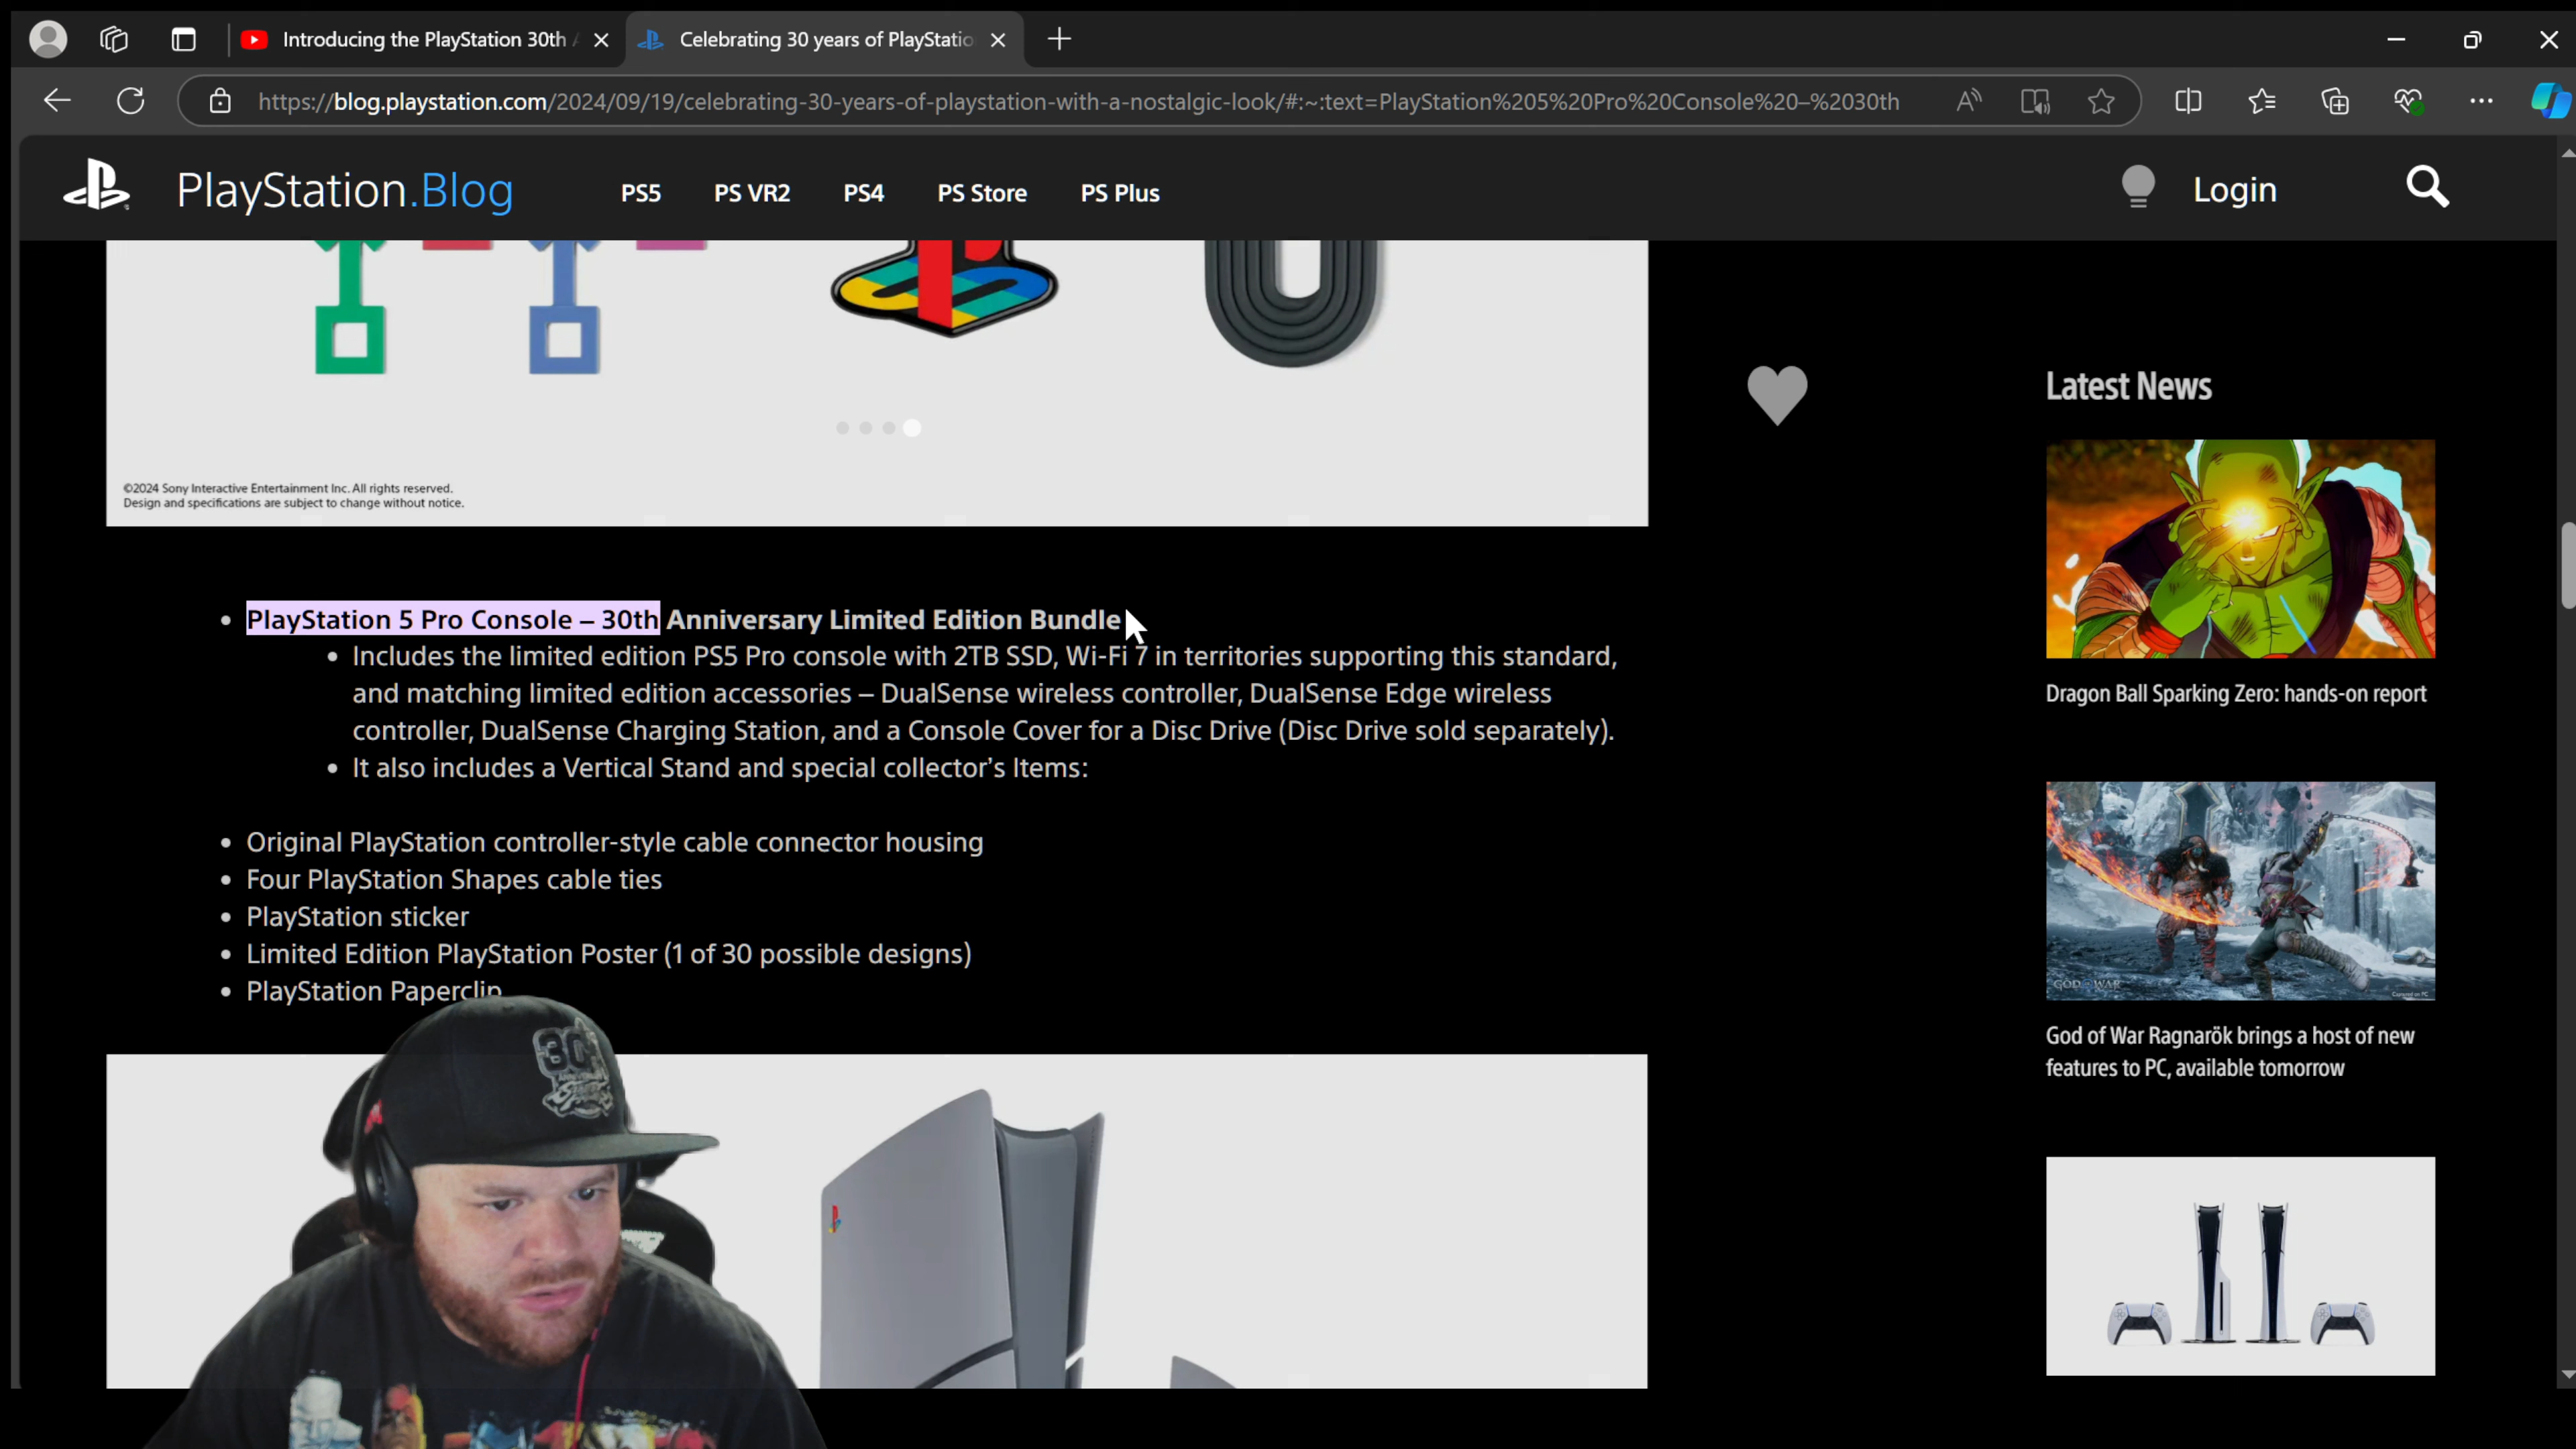 Introducing the PlayStation 30th A
Celebrating 30 years of PlayStatio
https://blog.playstation.com/2024/09/19/celebrating-30-years-of-playstation-with-a-nostalgic-look/#:~:text=PlayStation%205%20Pro%20Console%20–%2030th
PlayStation.Blog
PS5
PS VR2
PS4
PS Store
PS Plus
Login
©2024 Sony Interactive Entertainment Inc. All rights reserved.
Design and specifications are subject to change without notice.
PlayStation 5 Pro Console – 30th Anniversary Limited Edition Bundle
Includes the limited edition PS5 Pro console with 2TB SSD, Wi-Fi 7 in territories supporting this standard,
and matching limited edition accessories – DualSense wireless controller, DualSense Edge wireless
controller, DualSense Charging Station, and a Console Cover for a Disc Drive (Disc Drive sold separately).
It also includes a Vertical Stand and special collector's Items:
Original PlayStation controller-style cable connector housing
Four PlayStation Shapes cable ties
PlayStation sticker
Limited Edition PlayStation Poster (1 of 30 possible designs)
PlayStation Paperclip
30
Latest News
Dragon Ball Sparking Zero: hands-on report
GOD OF WAR
God of War Ragnarök brings a host of new
features to PC, available tomorrow